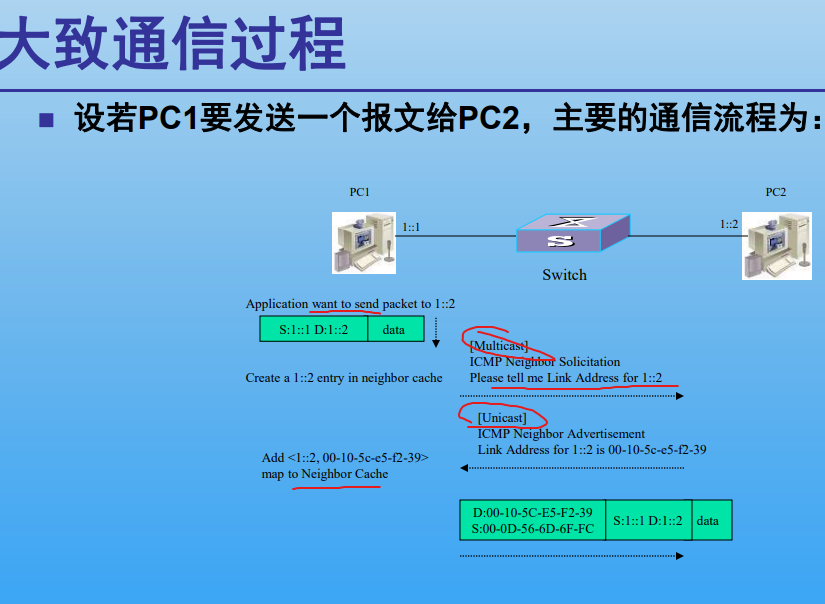 大致通信过程
设若PC1要发送一个报文给PC2，主要的通信流程为：
PC1
PC2
1::1
1::2
S
Switch
Application want to send packet to 1::2
S:1::1 D:1::2
data
[Multicast]
ICMP Neighbor Solicitation
Please tell me Link Address for 1::2
Create a 1::2 entry in neighbor cache
[Unicast]
ICMP Neighbor Advertisement
Link Address for 1::2 is 00-10-5c-e5-f2-39
Add <1::2, 00-10-5c-e5-f2-39>
map to Neighbor Cache
D:00-10-5C-E5-F2-39
S:00-0D-56-6D-6F-FC
S:1::1 D:1::2
data